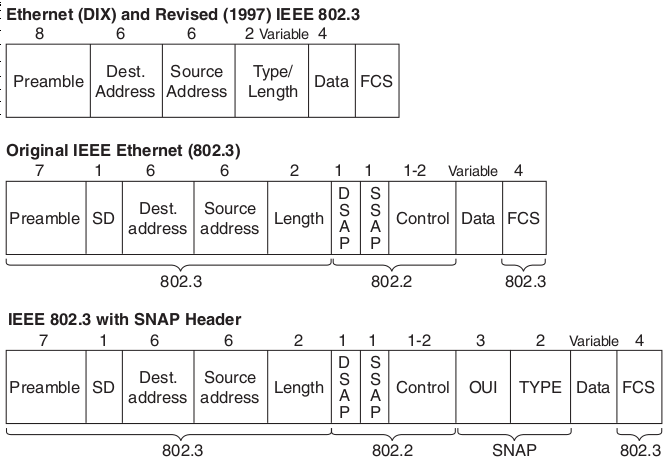 Ethernet (DIX) and Revised (1997) IEEE 802.3
8 6 6 2 Variable 4
Preamble Dest. Address Source Address Type/ Length Data FCS
Original IEEE Ethernet (802.3)
7 1 6 6 2 1 1 1-2 Variable 4
Preamble SD Dest. address Source address Length DSAP SSAP Control Data FCS
802.3 802.2 802.3
IEEE 802.3 with SNAP Header
7 1 6 6 2 1 1 1-2 3 2 Variable 4
Preamble SD Dest. address Source address Length DSAP SSAP Control OUI TYPE Data FCS
802.3 802.2 SNAP 802.3